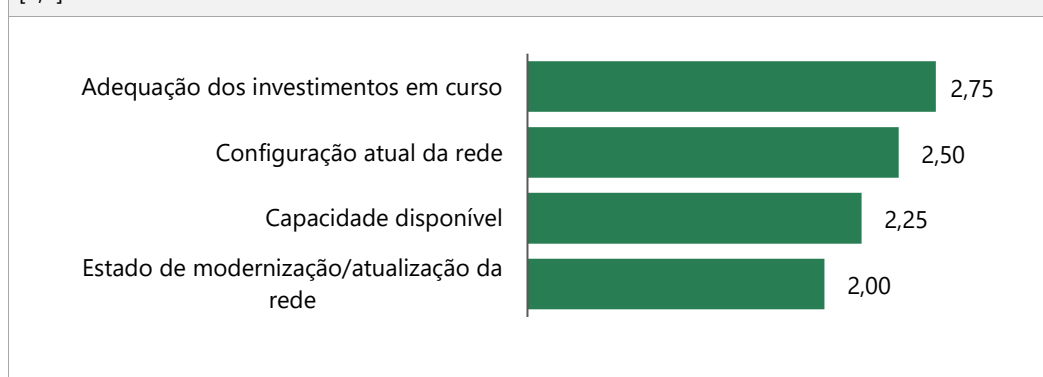 Adequação dos investimentos em curso
2,75
Configuração atual da rede
2,50
Capacidade disponível
2,25
Estado de modernização/atualização da
rede
2,00